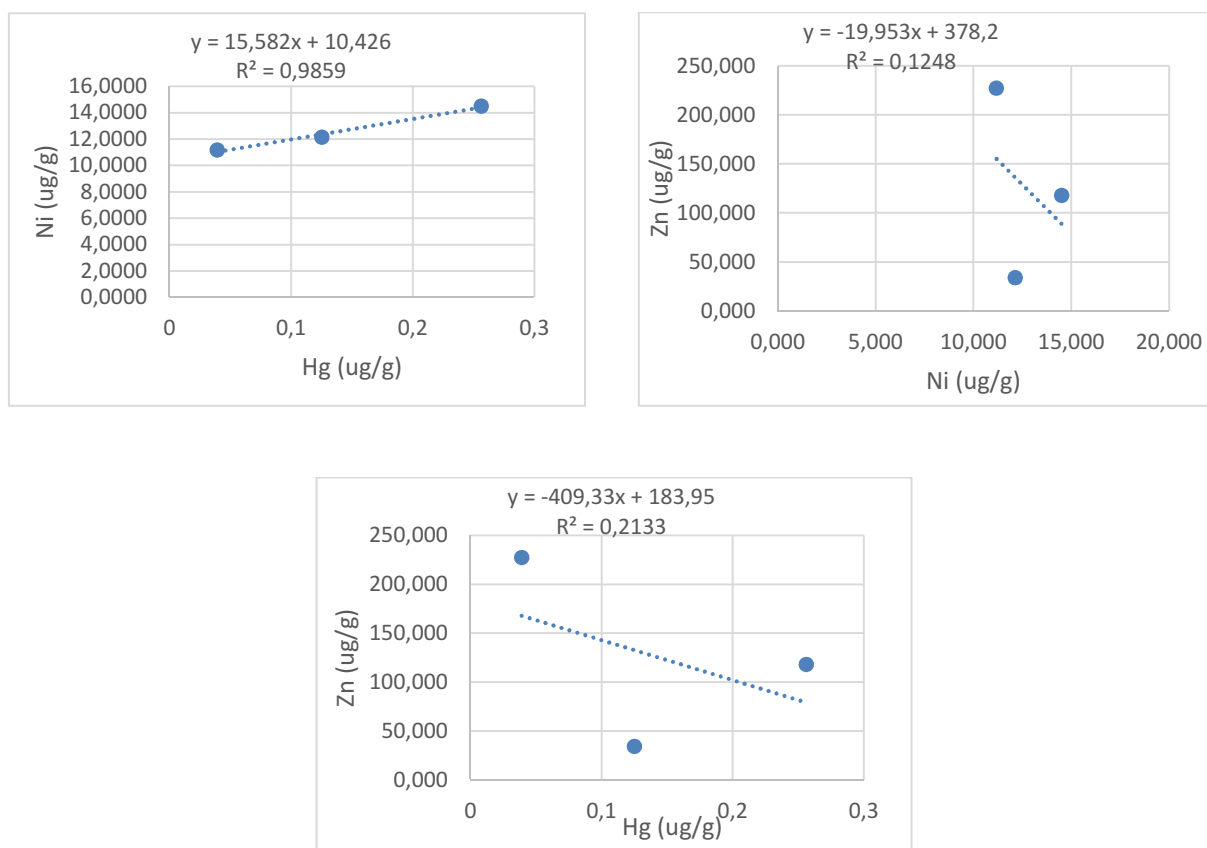 y = 15,582x + 10,426
R² = 0,9859
16,0000
14,0000
12,0000
10,0000
8,0000
6,0000
4,0000
2,0000
0,0000
Ni (ug/g)
0 0,1 0,2 0,3
Hg (ug/g)
y = -19,953x + 378,2
R² = 0,1248
250,000
200,000
150,000
100,000
50,000
0,000
Zn (ug/g)
0,000 5,000 10,000 15,000 20,000
Ni (ug/g)
y = -409,33x + 183,95
R² = 0,2133
250,000
200,000
150,000
100,000
50,000
0,000
Zn (ug/g)
0 0,1 0,2 0,3
Hg (ug/g)